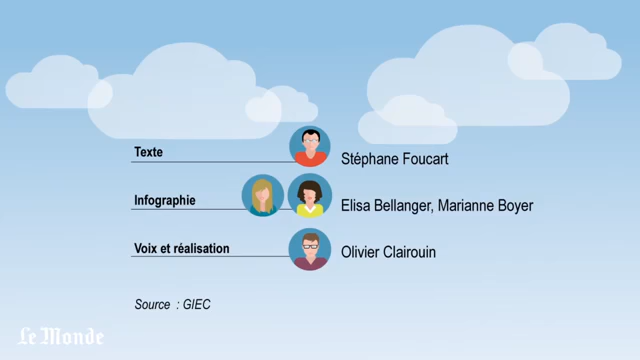 Texte
Stéphane Foucart
Infographie
Elisa Bellanger, Marianne Boyer
Voix et réalisation
Olivier Clairouin
Source : GIEC
Le Monde